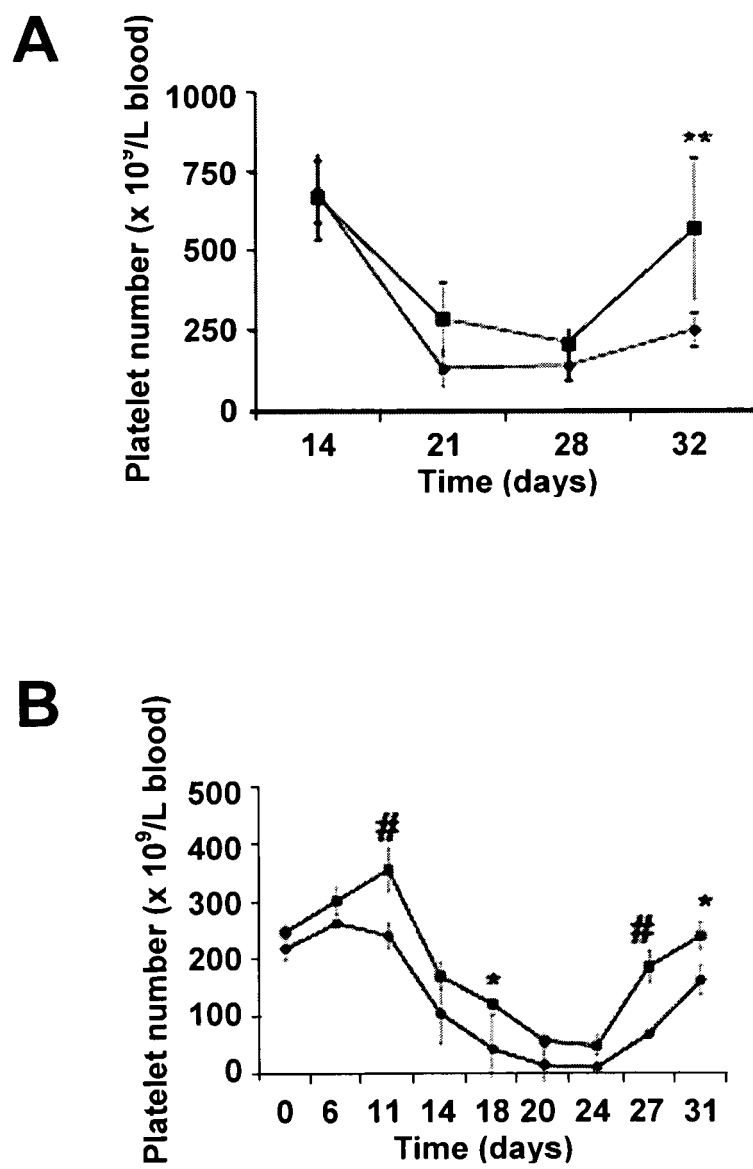 A
Platelet number (x 10⁹/L blood)
1000
750
500
250
0
**
14 21 28 32
Time (days)
B
Platelet number (x 10⁹/L blood)
500
400
300
200
100
0
#
*
#
*
0 6 11 14 18 20 24 27 31
Time (days)